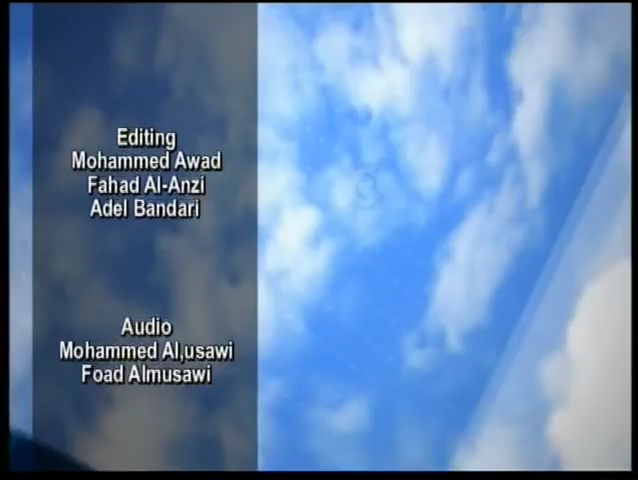 Editing
Mohammed Awad
Fahad Al-Anzi
Adel Bandari
Audio
Mohammed Al,usawi
Foad Almusawi